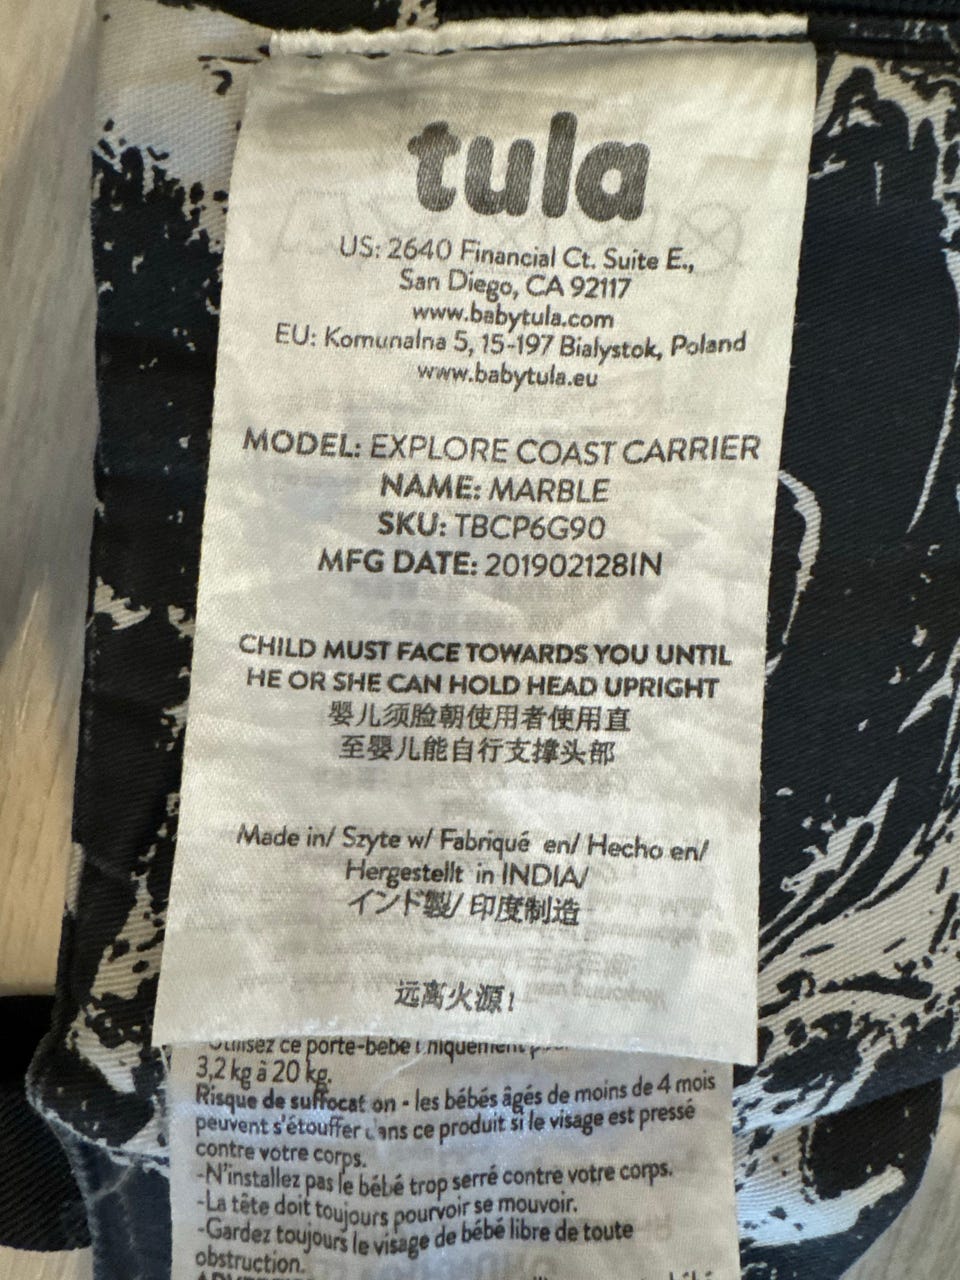 tula
US: 2640 Financial Ct. Suite E.,
San Diego, CA 92117
www.babytula.com
EU: Komunalna 5, 15-197 Bialystok, Poland
www.babytula.eu
MODEL: EXPLORE COAST CARRIER
NAME: MARBLE
SKU: TBCP6G90
MFG DATE: 201902128IN
CHILD MUST FACE TOWARDS YOU UNTIL
HE OR SHE CAN HOLD HEAD UPRIGHT
婴儿须脸朝使用者使用直
至婴儿能自行支撑头部
Made in/ Szyte w/ Fabriqué en/ Hecho en/
Hergestellt in INDIA/
インド製/ 印度制造
远离火源!
-Utilisez ce porte-bébé
3,2 kg à 20 kg.
Risque de suffocation - les bébés âgés de moins de 4 mois
peuvent s'étouffer dans ce produit si le visage est pressé
contre votre corps.
-N'installez pas le bébé trop serré contre votre corps.
-La tête doit toujours pourvoir se mouvoir.
-Gardez toujours le visage de bébé libre de toute
obstruction.